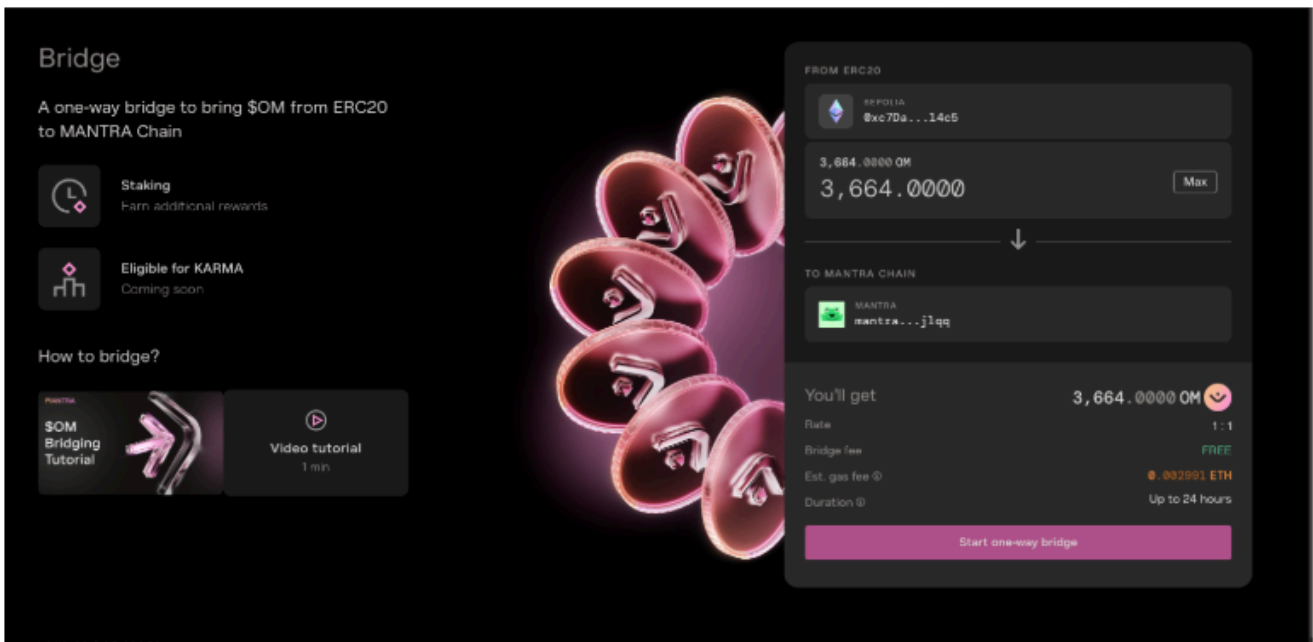 Bridge
A one-way bridge to bring $OM from ERC20
to MANTRA Chain
Staking
Earn additional rewards
Eligible for KARMA
Coming soon
How to bridge?
MANTRA
$OM
Bridging
Tutorial
Video tutorial
1 min
FROM ERC20
SEPOLIA
0xc7Da...14c5
3,664.0000 OM
3,664.0000
Max
TO MANTRA CHAIN
MANTRA
mantra...jlqq
You'll get
3,664.0000 OM
Rate
1:1
Bridge fee
FREE
Est. gas fee
0.002991 ETH
Duration
Up to 24 hours
Start one-way bridge